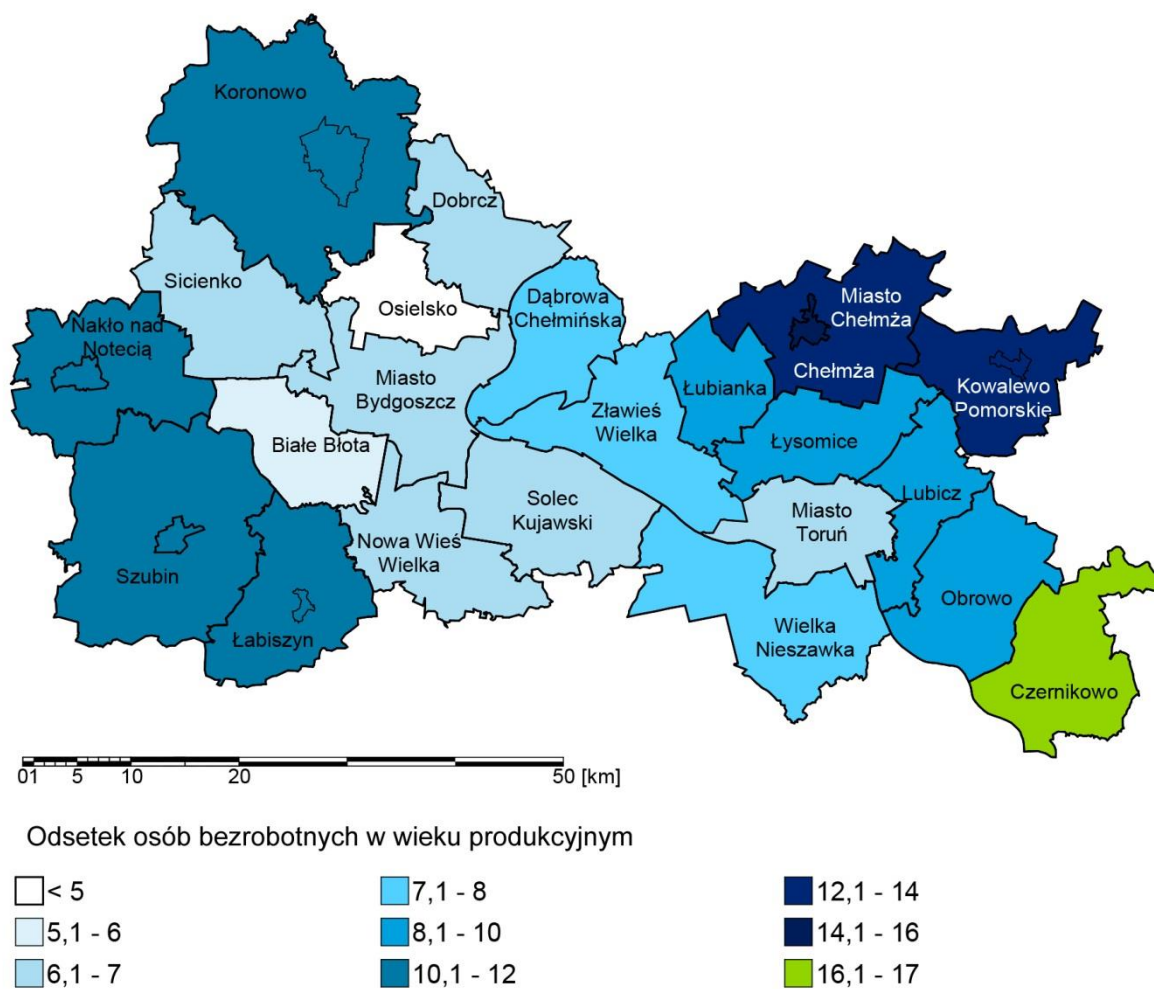 Koronowo
Dobrcz
Sicienko
Osielsko
Dąbrowa
Chełmińska
Miasto
Chełmża
Nakło nad
Notecią
Chełmża
Kowalewo
Pomorskie
Łubianka
Miasto
Bydgoszcz
Zławieś
Wielka
Białe Błota
Łysomice
Lubicz
Solec
Kujawski
Miasto
Toruń
Nowa Wieś
Wielka
Szubin
Obrowo
Łabiszyn
Wielka
Nieszawka
Czernikowo
01 5 10 20 50 [km]
Odsetek osób bezrobotnych w wieku produkcyjnym
< 5
5,1 - 6
6,1 - 7
7,1 - 8
8,1 - 10
10,1 - 12
12,1 - 14
14,1 - 16
16,1 - 17